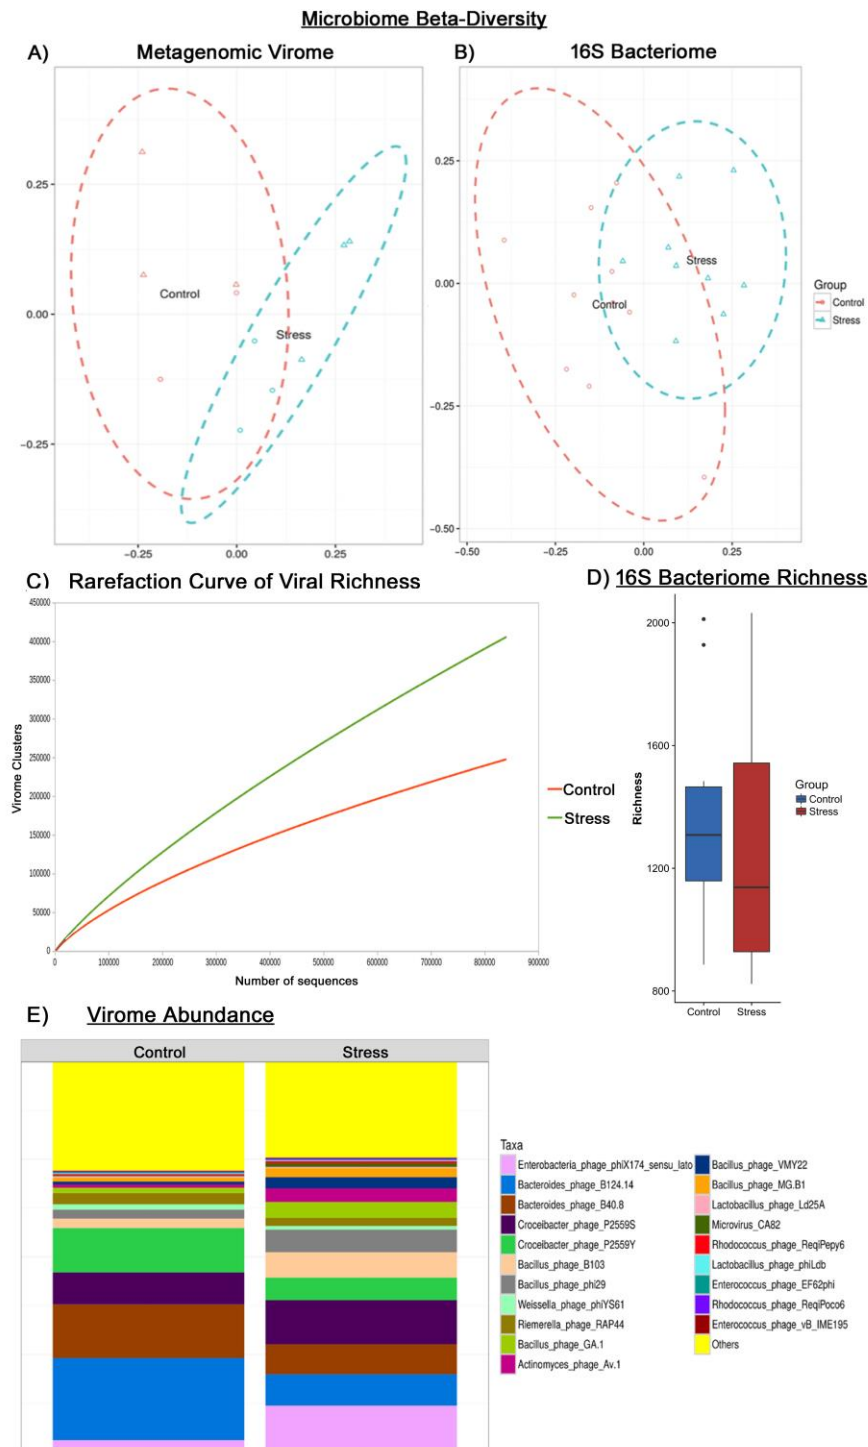 Microbiome Beta-Diversity
A) Metagenomic Virome
0.25
0.00
−0.25
−0.25 0.00 0.25
Control
Stress
B) 16S Bacteriome
0.25
0.00
−0.25
−0.50
−0.50 −0.25 0.00 0.25
Stress
Control
Group
Control
Stress
C) Rarefaction Curve of Viral Richness
450000
400000
350000
300000
250000
200000
150000
100000
50000
0
Virome Clusters
0 100000 200000 300000 400000 500000 600000 700000 800000 900000
Number of sequences
Control
Stress
D) 16S Bacteriome Richness
2000
1600
1200
800
Richness
Control Stress
Group
Control
Stress
E) Virome Abundance
Control Stress
Taxa
Enterobacteria_phage_phiX174_sensu_lato
Bacteroides_phage_B124.14
Bacteroides_phage_B40.8
Croceibacter_phage_P2559S
Croceibacter_phage_P2559Y
Bacillus_phage_B103
Bacillus_phage_phi29
Weissella_phage_phiYS61
Riemerella_phage_RAP44
Bacillus_phage_GA.1
Actinomyces_phage_Av.1
Bacillus_phage_VMY22
Bacillus_phage_MG.B1
Lactobacillus_phage_Ld25A
Microvirus_CA82
Rhodococcus_phage_ReqiPepy6
Lactobacillus_phage_phiLdb
Enterococcus_phage_EF62phi
Rhodococcus_phage_ReqiPoco6
Enterococcus_phage_vB_IME195
Others